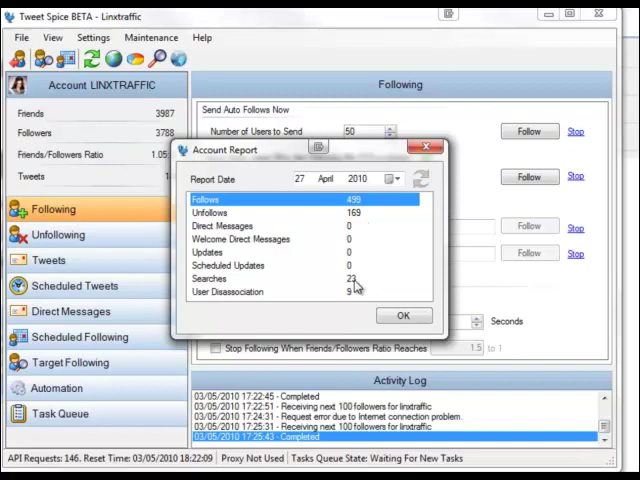 Tweet Spice BETA - Linxtraffic
File View Settings Maintenance Help
Account LINXTRAFFIC
Friends 3987
Followers 3788
Friends/Followers Ratio 1.05
Tweets
Following
Unfollowing
Tweets
Scheduled Tweets
Direct Messages
Scheduled Following
Target Following
Automation
Task Queue
Following
Send Auto Follows Now
Number of Users to Send 50 Follow Stop
Follow Stop
Follow Stop
Follow Stop
Seconds
Stop Following When Friends/Followers Ratio Reaches 1.5 to 1
Account Report
Report Date 27 April 2010
Follows 499
Unfollows 169
Direct Messages 0
Welcome Direct Messages 0
Updates 0
Scheduled Updates 0
Searches 23
User Disassociation 9
OK
Activity Log
03/05/2010 17:22:45 - Completed
03/05/2010 17:22:51 - Receiving next 100 followers for linxtraffic
03/05/2010 17:24:31 - Request error due to Internet connection problem.
03/05/2010 17:25:31 - Receiving next 100 followers for linxtraffic
03/05/2010 17:25:43 - Completed
API Requests: 146. Reset Time: 03/05/2010 18:22:09 Proxy Not Used Tasks Queue State: Waiting For New Tasks